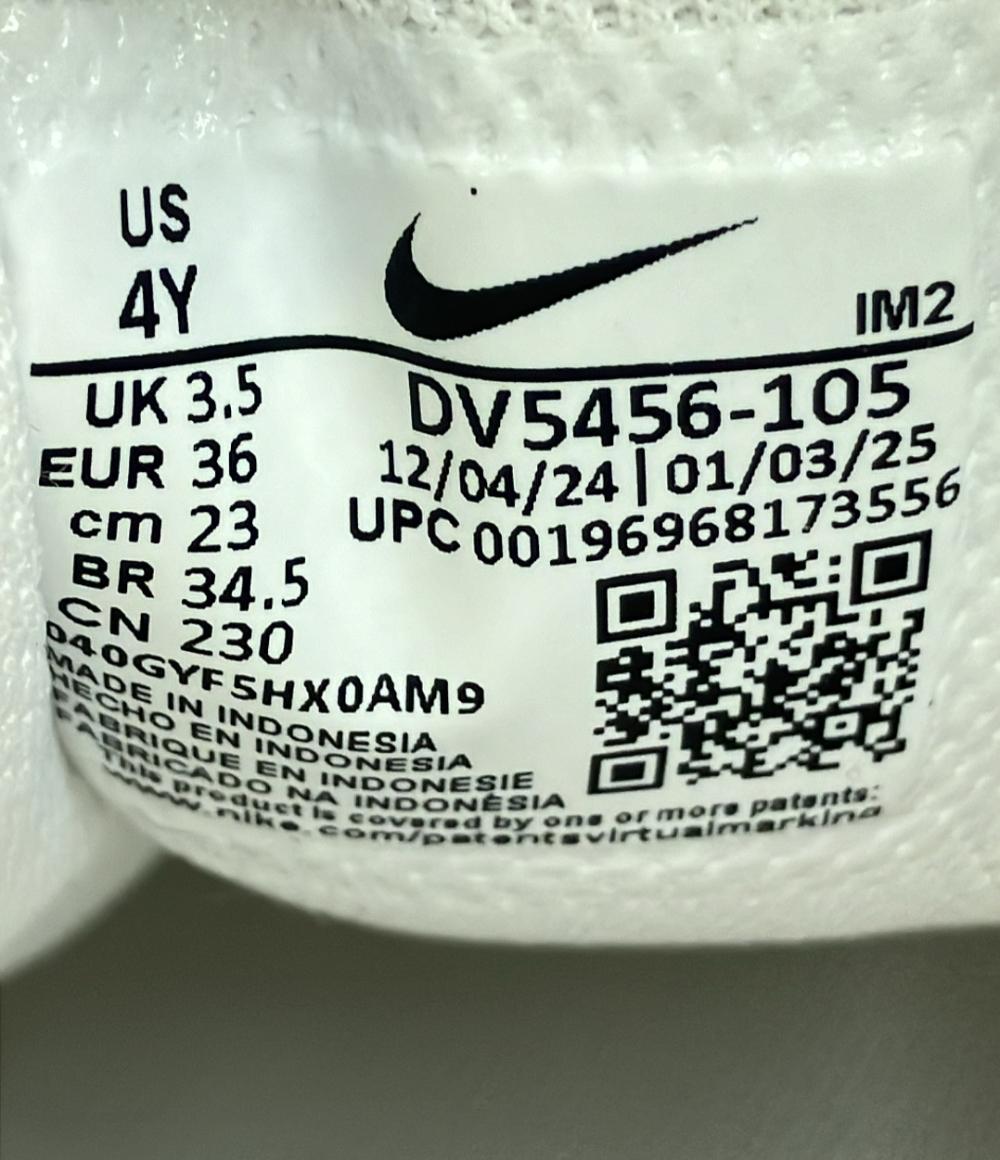 US
4Y
IM2
UK 3.5
EUR 36
cm 23
BR 34.5
CN 230
DV5456-105
12/04/24 | 01/03/25
UPC 00196968173556
040GYF5HX0AM9
MADE IN INDONESIA
HECHO EN INDONESIA
FABRIQUE EN INDONESIE
FABRICADO NA INDONÉSIA
This product is covered by one or more patents:
www.nike.com/patentsvirtualmarking